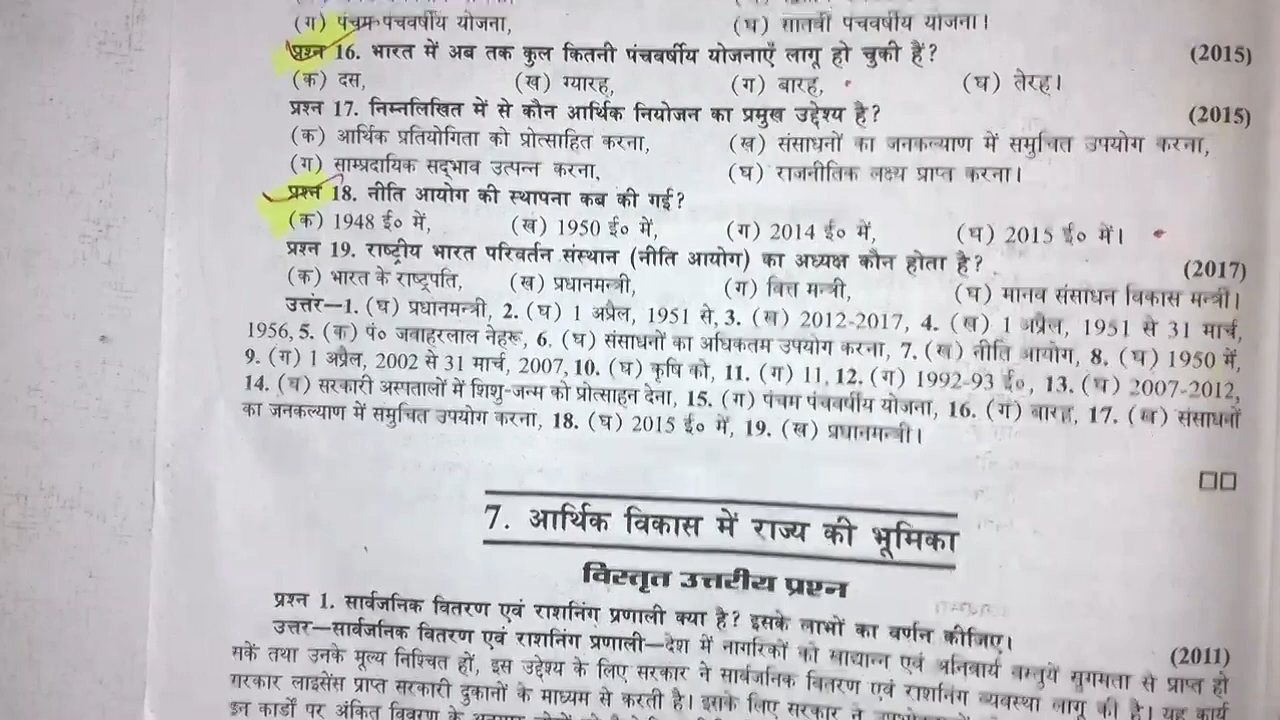 (ग) पंचम पंचवर्षीय योजना, (घ) सातवीं पंचवर्षीय योजना।
प्रश्न 16. भारत में अब तक कुल कितनी पंचवर्षीय योजनाएँ लागू हो चुकी हैं? (2015)
(क) दस, (ख) ग्यारह, (ग) बारह, (घ) तेरह।
प्रश्न 17. निम्नलिखित में से कौन आर्थिक नियोजन का प्रमुख उद्देश्य है? (2015)
(क) आर्थिक प्रतियोगिता को प्रोत्साहित करना, (ख) संसाधनों का जनकल्याण में समुचित उपयोग करना,
(ग) साम्प्रदायिक सद्‌भाव उत्पन्न करना, (घ) राजनीतिक लक्ष्य प्राप्त करना।
प्रश्न 18. नीति आयोग की स्थापना कब की गई?
(क) 1948 ई० में, (ख) 1950 ई० में, (ग) 2014 ई० में, (घ) 2015 ई० में।
प्रश्न 19. राष्ट्रीय भारत परिवर्तन संस्थान (नीति आयोग) का अध्यक्ष कौन होता है? (2017)
(क) भारत के राष्ट्रपति, (ख) प्रधानमन्त्री, (ग) वित्त मन्त्री, (घ) मानव संसाधन विकास मन्त्री।
उत्तर—1. (घ) प्रधानमन्त्री, 2. (घ) 1 अप्रैल, 1951 से, 3. (ख) 2012-2017, 4. (ख) 1 अप्रैल, 1951 से 31 मार्च,
1956, 5. (क) पं० जवाहरलाल नेहरू, 6. (घ) संसाधनों का अधिकतम उपयोग करना, 7. (ख) नीति आयोग, 8. (घ) 1950 में,
9. (ग) 1 अप्रैल, 2002 से 31 मार्च, 2007, 10. (घ) कृषि को, 11. (ग) 11, 12. (ग) 1992-93 ई०, 13. (घ) 2007-2012,
14. (घ) सरकारी अस्पतालों में शिशु-जन्म को प्रोत्साहन देना, 15. (ग) पंचम पंचवर्षीय योजना, 16. (ग) बारह, 17. (ख) संसाधनों
का जनकल्याण में समुचित उपयोग करना, 18. (घ) 2015 ई० में, 19. (ख) प्रधानमन्त्री।
7. आर्थिक विकास में राज्य की भूमिका
विस्तृत उत्तरीय प्रश्न
प्रश्न 1. सार्वजनिक वितरण एवं राशनिंग प्रणाली क्या है? इसके लाभों का वर्णन कीजिए। (2011)
उत्तर—सार्वजनिक वितरण एवं राशनिंग प्रणाली—देश में नागरिकों को खाद्यान्न एवं अनिवार्य वस्तुयें सुगमता से प्राप्त हो
सकें तथा उनके मूल्य निश्चित हों, इस उद्देश्य के लिए सरकार ने सार्वजनिक वितरण एवं राशनिंग व्यवस्था लागू की है। यह कार्य
सरकार लाइसेंस प्राप्त सरकारी दुकानों के माध्यम से करती है। इसके लिए सरकार ने
इन कार्डों पर अंकित विवरण के